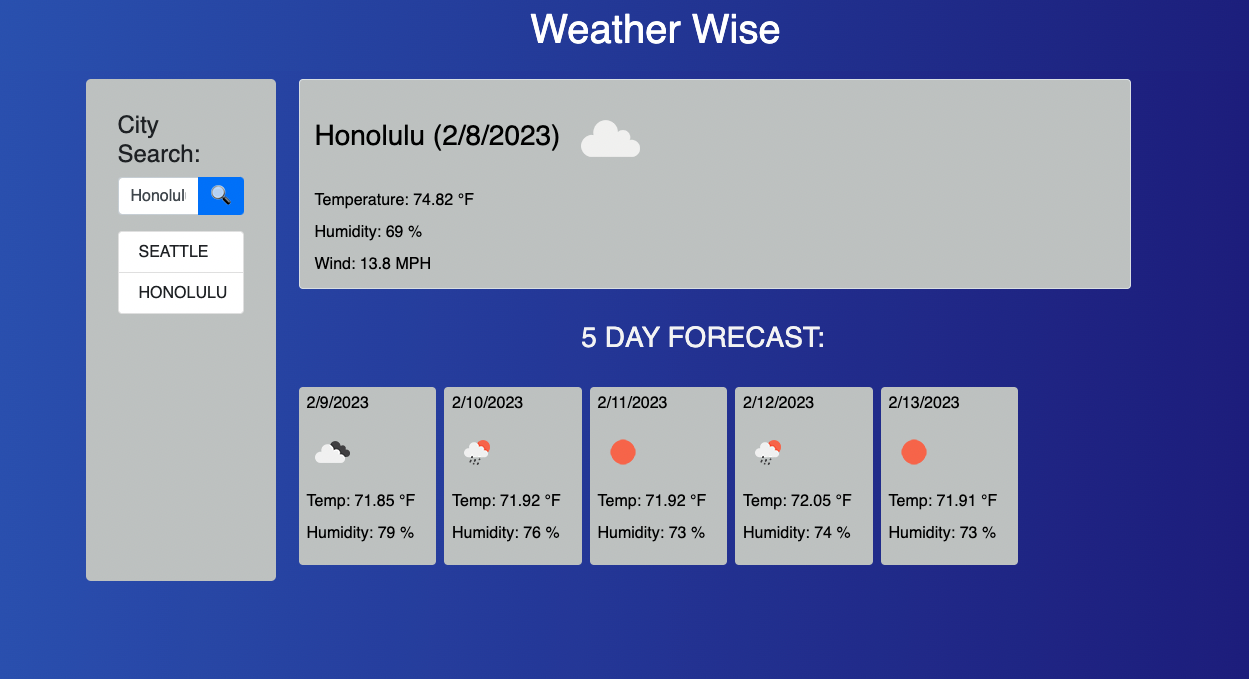 Weather Wise
City
Search:
Honolul
SEATTLE
HONOLULU
Honolulu (2/8/2023)
Temperature: 74.82 °F
Humidity: 69 %
Wind: 13.8 MPH
5 DAY FORECAST:
2/9/2023
Temp: 71.85 °F
Humidity: 79 %
2/10/2023
Temp: 71.92 °F
Humidity: 76 %
2/11/2023
Temp: 71.92 °F
Humidity: 73 %
2/12/2023
Temp: 72.05 °F
Humidity: 74 %
2/13/2023
Temp: 71.91 °F
Humidity: 73 %